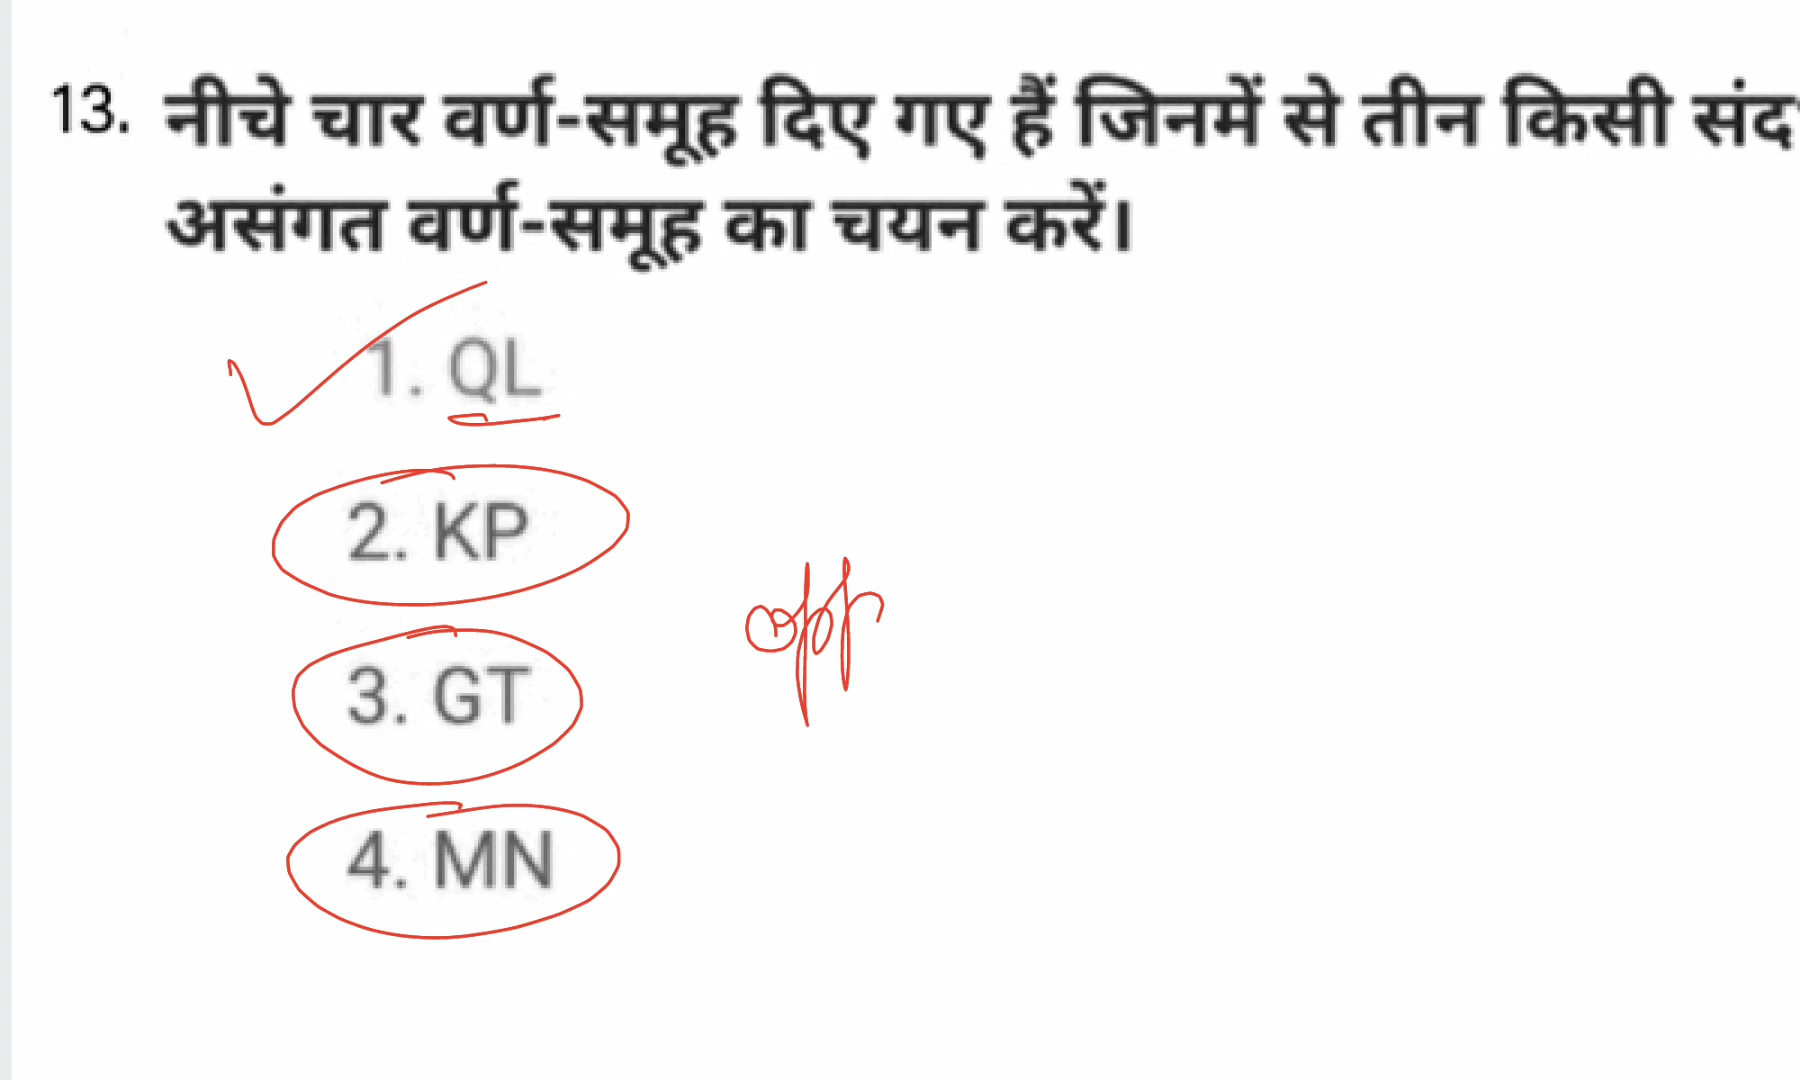 13. नीचे चार वर्ण-समूह दिए गए हैं जिनमें से तीन किसी
असंगत वर्ण-समूह का चयन करें।
1. QL
2. KP
3. GT
opp
4. MN